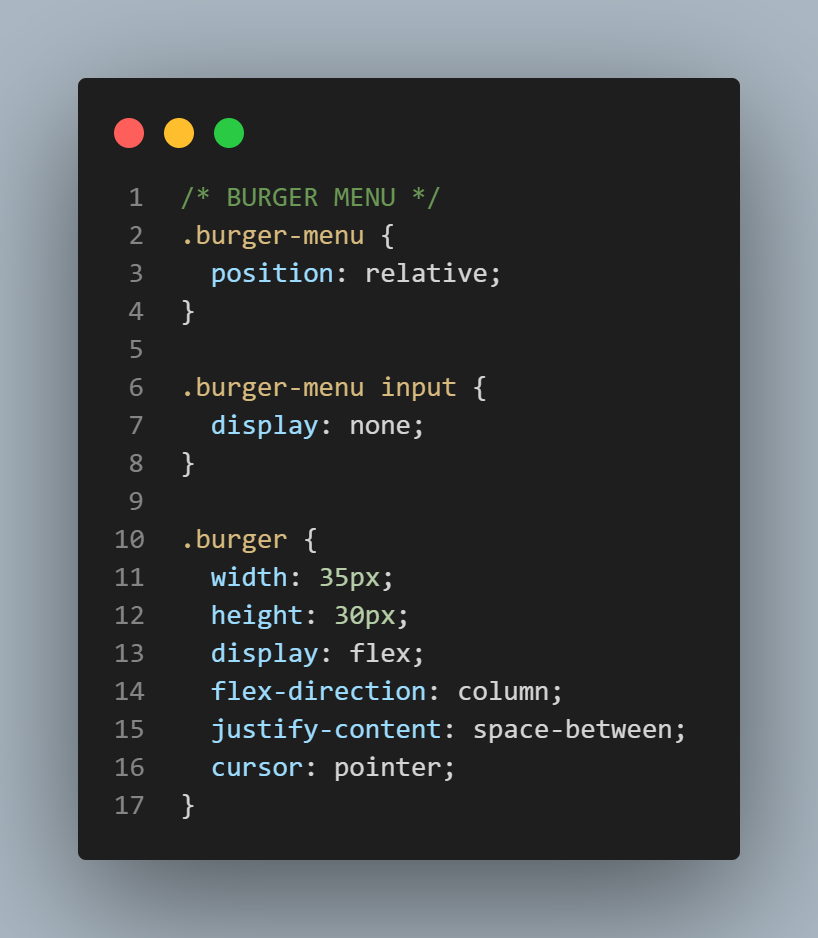 1 /* BURGER MENU */
2 .burger-menu {
3   position: relative;
4 }
5
6 .burger-menu input {
7   display: none;
8 }
9
10 .burger {
11   width: 35px;
12   height: 30px;
13   display: flex;
14   flex-direction: column;
15   justify-content: space-between;
16   cursor: pointer;
17 }